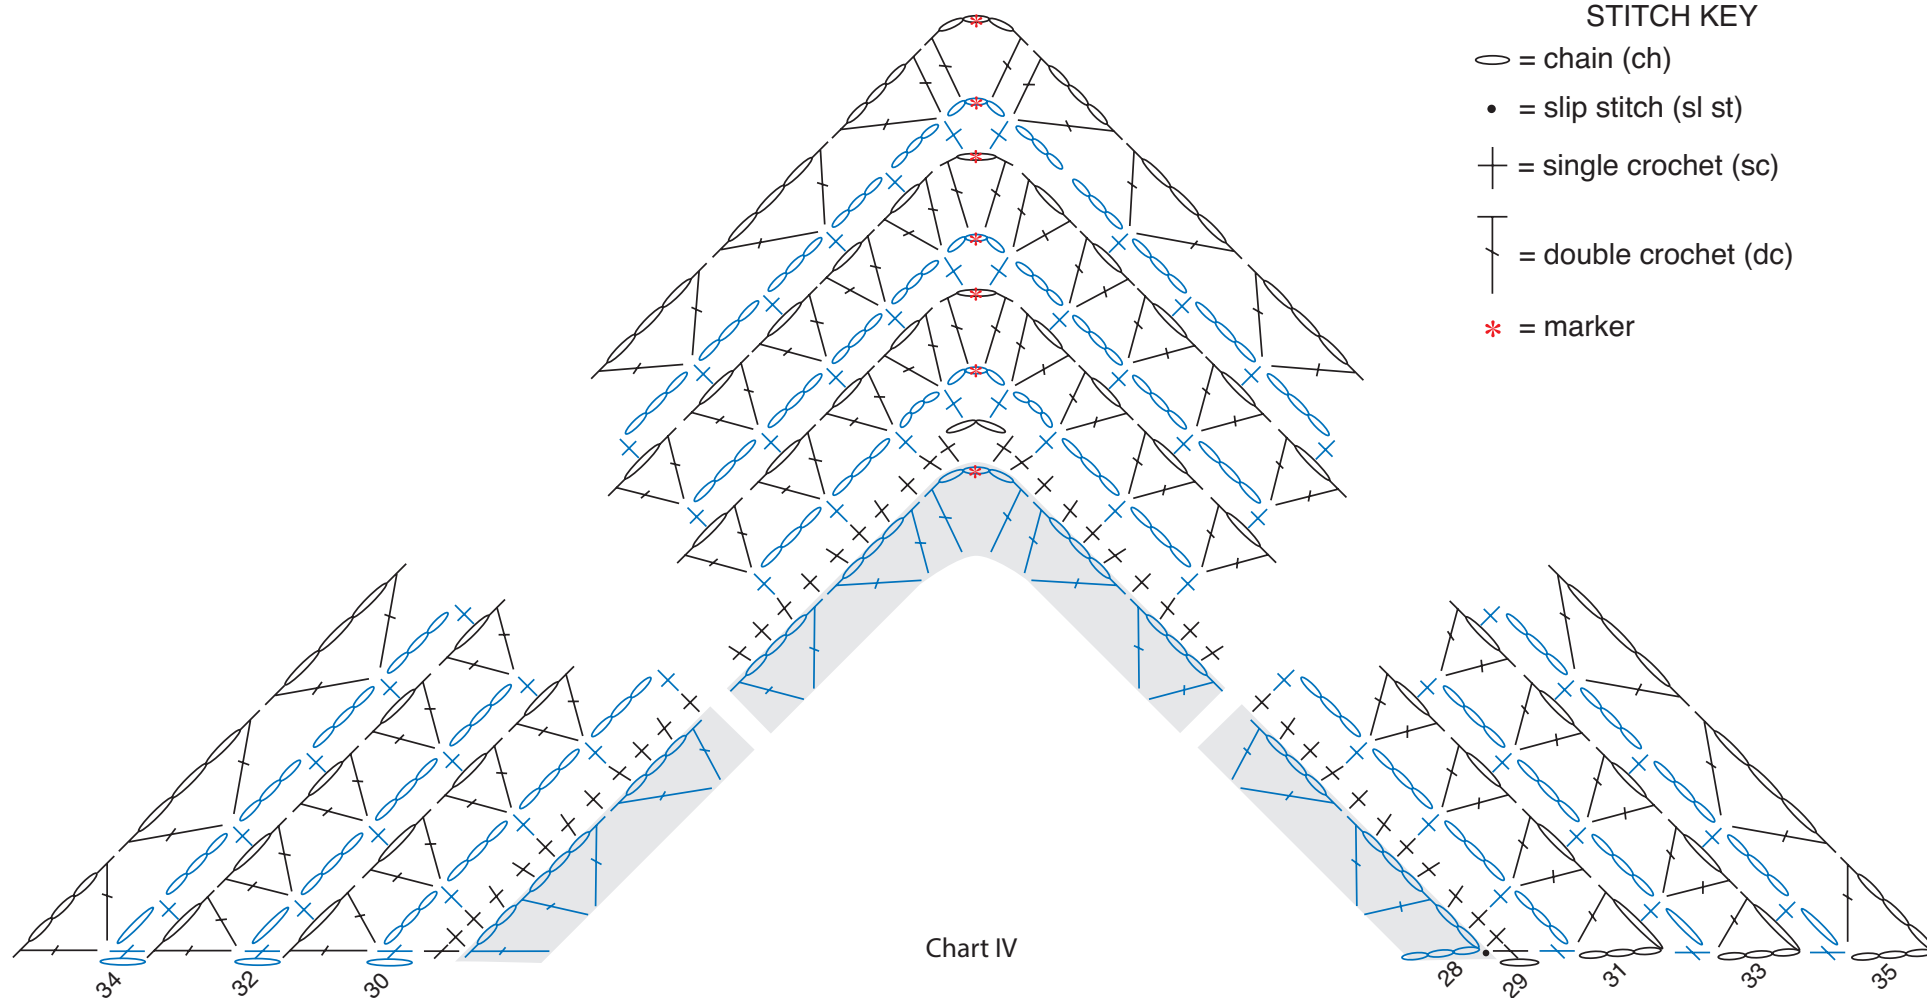 STITCH KEY
= chain (ch)
= slip stitch (sl st)
= single crochet (sc)
= double crochet (dc)
= marker
Chart IV
34
32
30
28
29
31
33
35